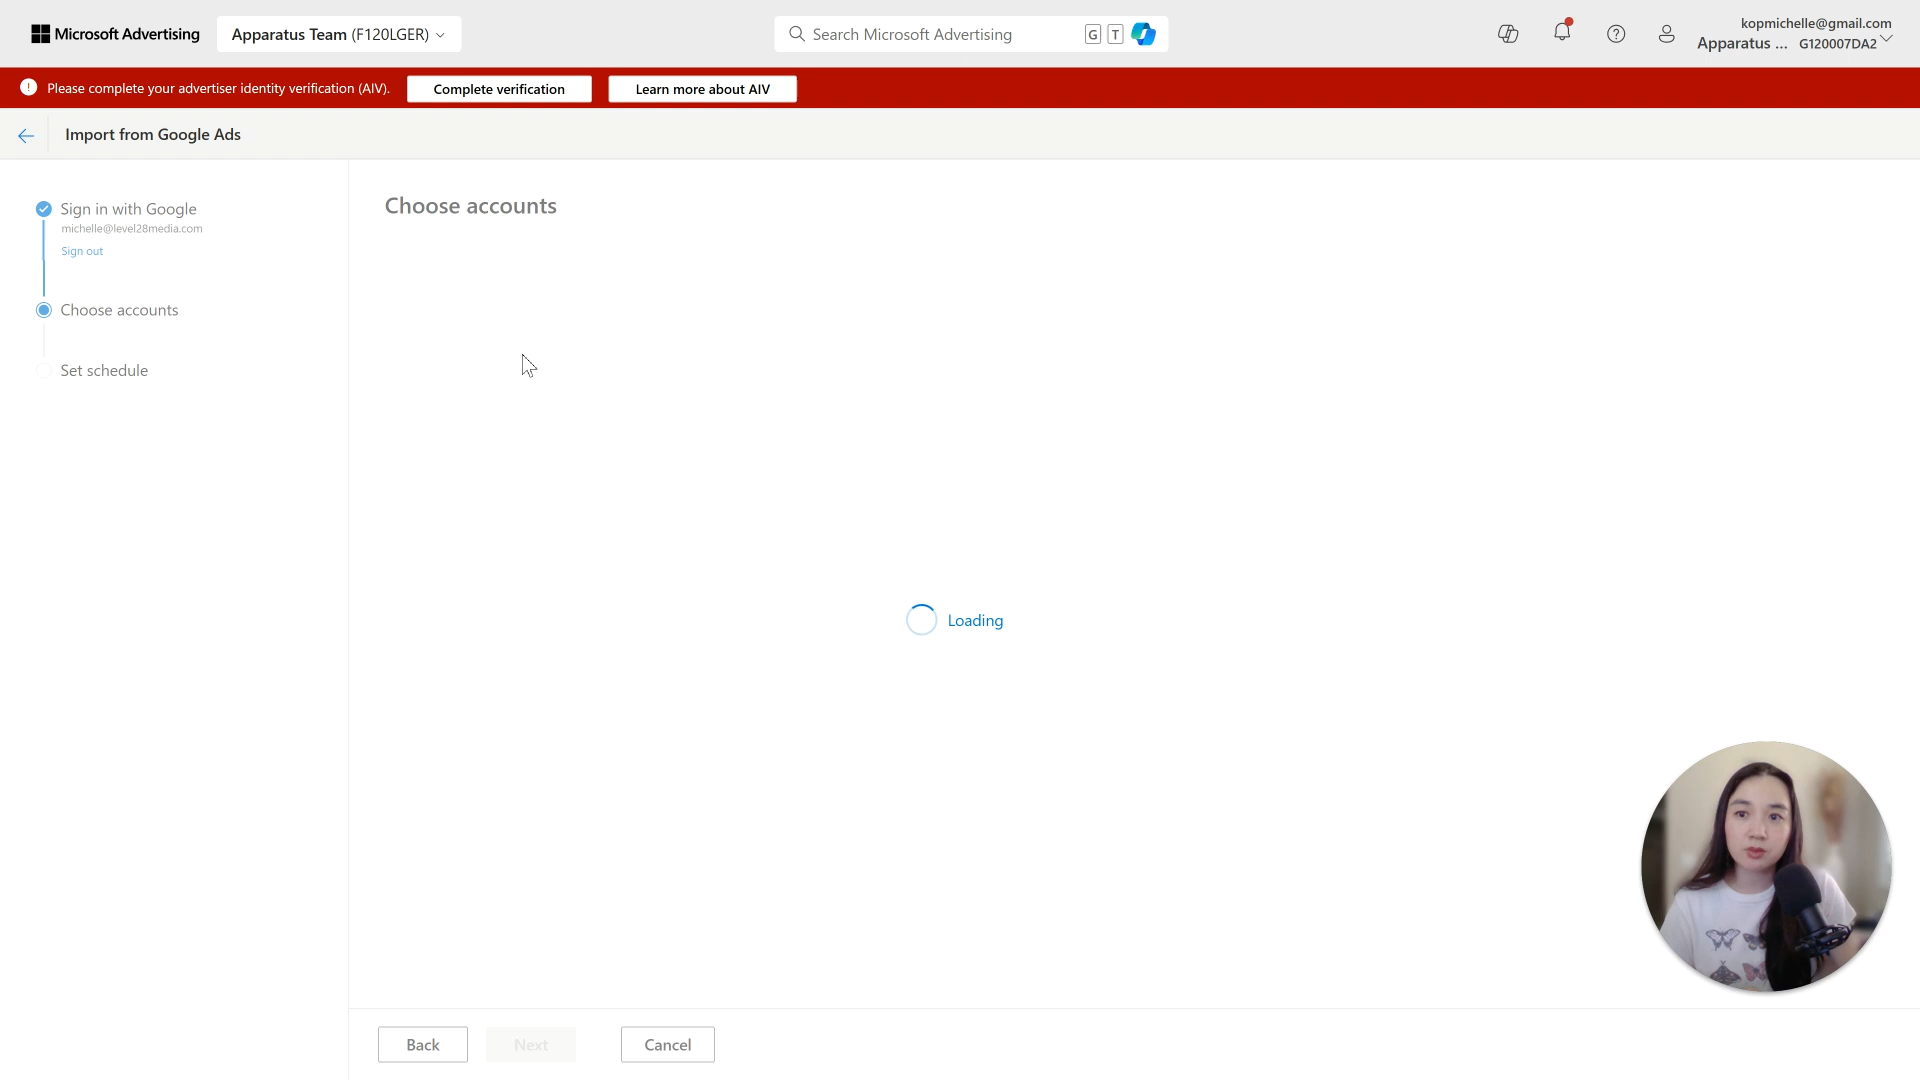 Microsoft Advertising
Apparatus Team (F120LGER)
Search Microsoft Advertising
G T
kopmichelle@gmail.com
Apparatus ... G120007DA2
Please complete your advertiser identity verification (AIV).
Complete verification
Learn more about AIV
Import from Google Ads
Sign in with Google
michelle@level28media.com
Sign out
Choose accounts
Set schedule
Choose accounts
Loading
Back
Next
Cancel